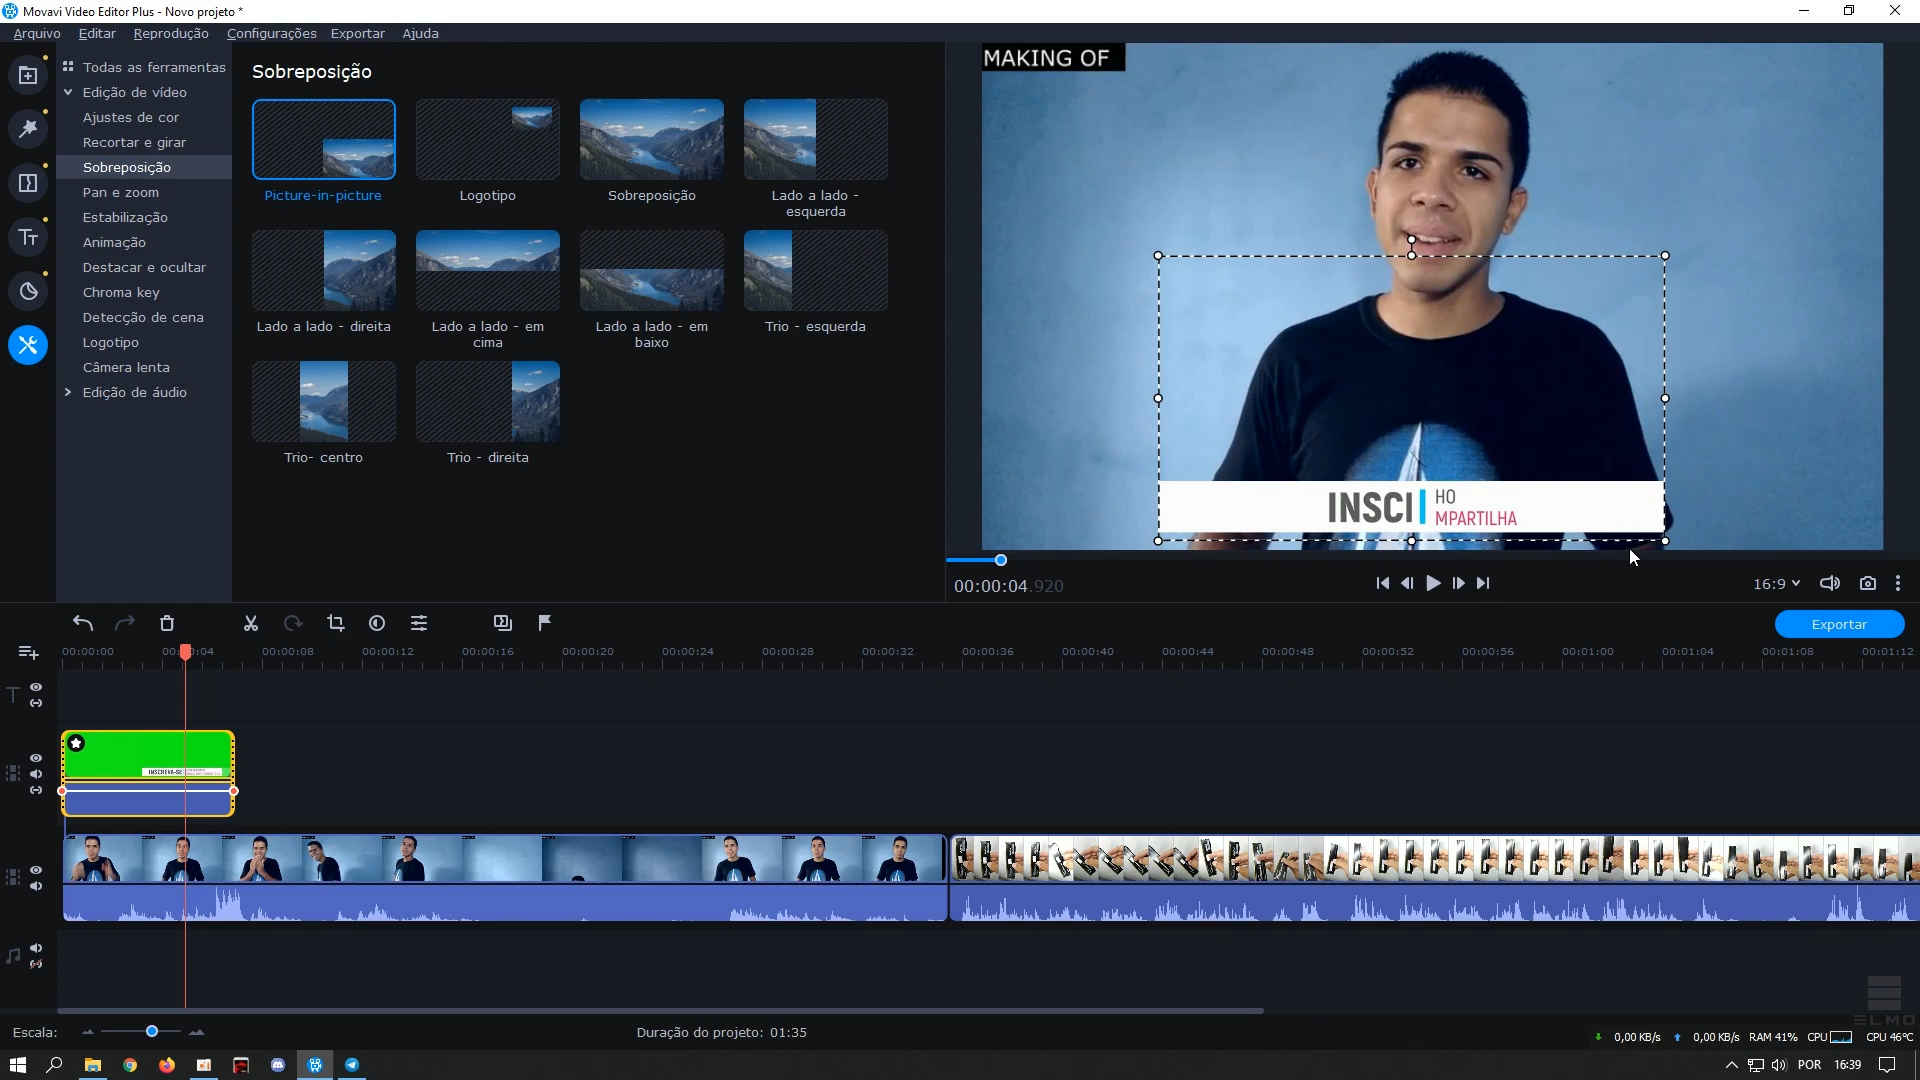 Movavi Video Editor Plus - Novo projeto *
Arquivo Editar Reprodução Configurações Exportar Ajuda
Todas as ferramentas
Edição de vídeo
Ajustes de cor
Recortar e girar
Sobreposição
Pan e zoom
Estabilização
Animação
Destacar e ocultar
Chroma key
Detecção de cena
Logotipo
Câmera lenta
Edição de áudio
Sobreposição
Picture-in-picture
Logotipo
Sobreposição
Lado a lado -
esquerda
Lado a lado - direita
Lado a lado - em
cima
Lado a lado - em
baixo
Trio - esquerda
Trio- centro
Trio - direita
MAKING OF
INSCI
HO
MPARTILHA
00:00:04.920
16:9
Exportar
00:00:00 :04 00:00:08 00:00:12 00:00:16 00:00:20 00:00:24 00:00:28 00:00:32 00:00:36 00:00:40 00:00:44 00:00:48 00:00:52 00:00:56 00:01:00 00:01:04 00:01:08 00:01:12
INSCREVA-SE
Escala:
Duração do projeto: 01:35
ELMO
0,00 KB/s 0,00 KB/s RAM 41% CPU CPU 46°C
POR 16:39